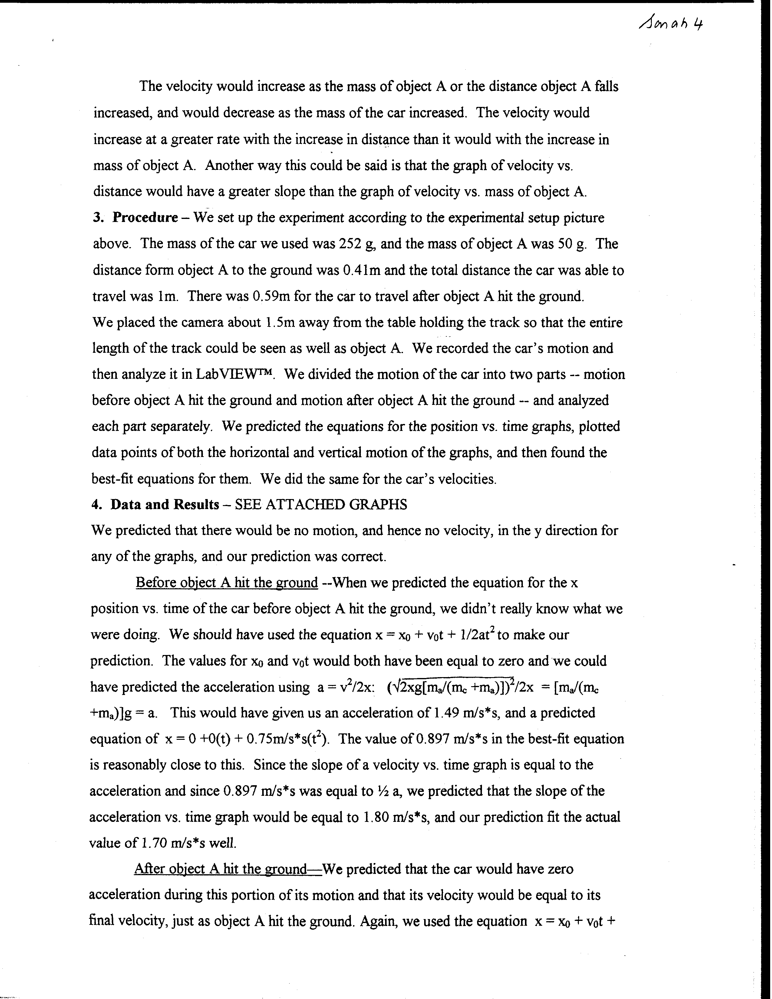 Sonah 4
The velocity would increase as the mass of object A or the distance object A falls
increased, and would decrease as the mass of the car increased. The velocity would
increase at a greater rate with the increase in distance than it would with the increase in
mass of object A. Another way this could be said is that the graph of velocity vs.
distance would have a greater slope than the graph of velocity vs. mass of object A.
3. Procedure – We set up the experiment according to the experimental setup picture
above. The mass of the car we used was 252 g, and the mass of object A was 50 g. The
distance form object A to the ground was 0.41m and the total distance the car was able to
travel was 1m. There was 0.59m for the car to travel after object A hit the ground.
We placed the camera about 1.5m away from the table holding the track so that the entire
length of the track could be seen as well as object A. We recorded the car's motion and
then analyze it in LabVIEW™. We divided the motion of the car into two parts -- motion
before object A hit the ground and motion after object A hit the ground -- and analyzed
each part separately. We predicted the equations for the position vs. time graphs, plotted
data points of both the horizontal and vertical motion of the graphs, and then found the
best-fit equations for them. We did the same for the car's velocities.
4. Data and Results – SEE ATTACHED GRAPHS
We predicted that there would be no motion, and hence no velocity, in the y direction for
any of the graphs, and our prediction was correct.
Before object A hit the ground --When we predicted the equation for the x
position vs. time of the car before object A hit the ground, we didn't really know what we
were doing. We should have used the equation x = x₀ + v₀t + 1/2at² to make our
prediction. The values for x₀ and v₀t would both have been equal to zero and we could
have predicted the acceleration using a = v²/2x: (√2xg[mₐ/(m꜀ +mₐ)])²/2x = [mₐ/(m꜀
+mₐ)]g = a. This would have given us an acceleration of 1.49 m/s*s, and a predicted
equation of x = 0 +0(t) + 0.75m/s*s(t²). The value of 0.897 m/s*s in the best-fit equation
is reasonably close to this. Since the slope of a velocity vs. time graph is equal to the
acceleration and since 0.897 m/s*s was equal to ½ a, we predicted that the slope of the
acceleration vs. time graph would be equal to 1.80 m/s*s, and our prediction fit the actual
value of 1.70 m/s*s well.
After object A hit the ground—We predicted that the car would have zero
acceleration during this portion of its motion and that its velocity would be equal to its
final velocity, just as object A hit the ground. Again, we used the equation x = x₀ + v₀t +